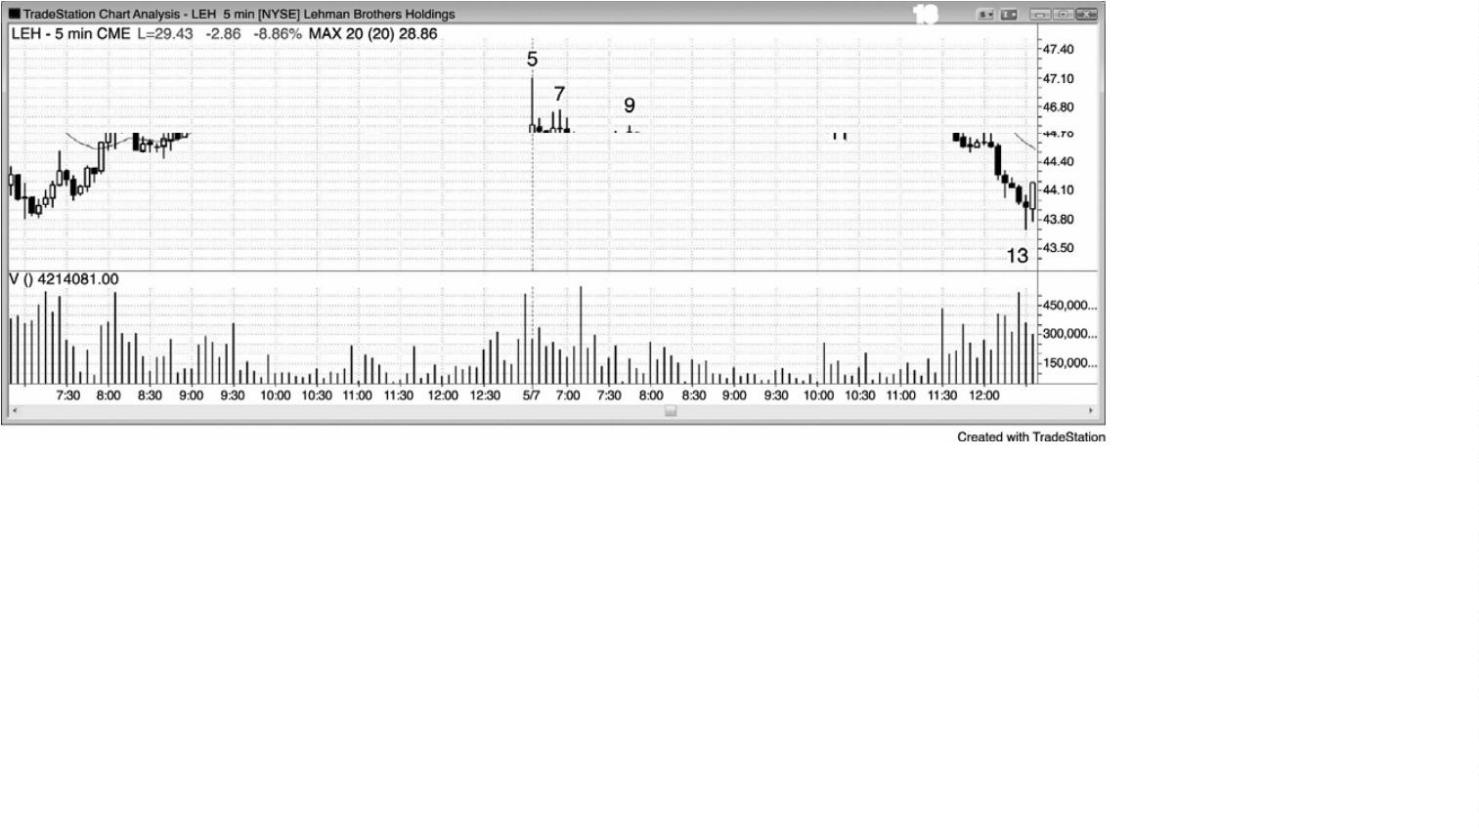 TradeStation Chart Analysis - LEH 5 min [NYSE] Lehman Brothers Holdings
LEH - 5 min CME L=29.43 -2.86 -8.86% MAX 20 (20) 28.86
47.40
5
47.10
7
9
46.80
44.40
44.10
43.80
43.50
13
V () 4214081.00
450,000...
300,000...
150,000...
7:30 8:00 8:30 9:00 9:30 10:00 10:30 11:00 11:30 12:00 12:30 5/7 7:00 7:30 8:00 8:30 9:00 9:30 10:00 10:30 11:00 11:30 12:00
Created with TradeStation